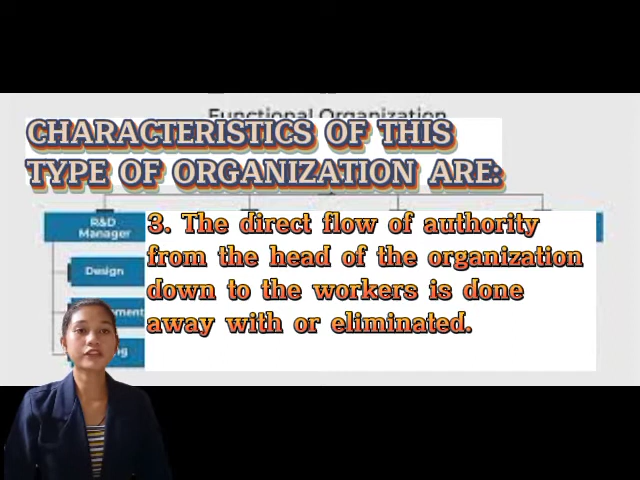 Functional Organization
CHARACTERISTICS OF THIS
TYPE OF ORGANIZATION ARE:
R&D
Manager
3. The direct flow of authority
from the head of the organization
down to the workers is done
away with or eliminated.
Design